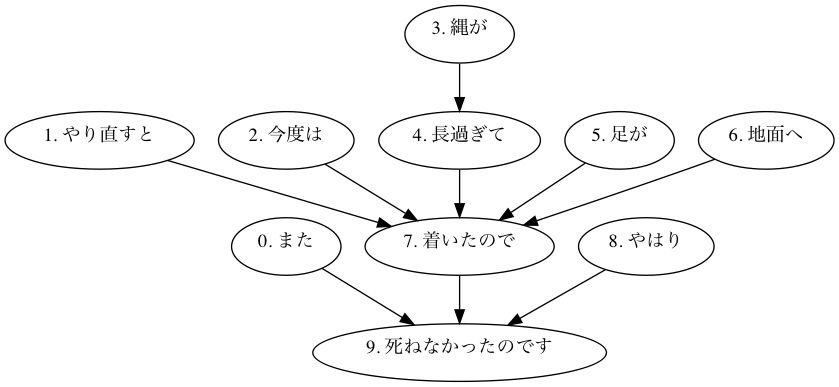 3. 縄が
1. やり直すと
2. 今度は
4. 長過ぎて
5. 足が
6. 地面へ
0. また
7. 着いたので
8. やはり
9. 死ねなかったのです